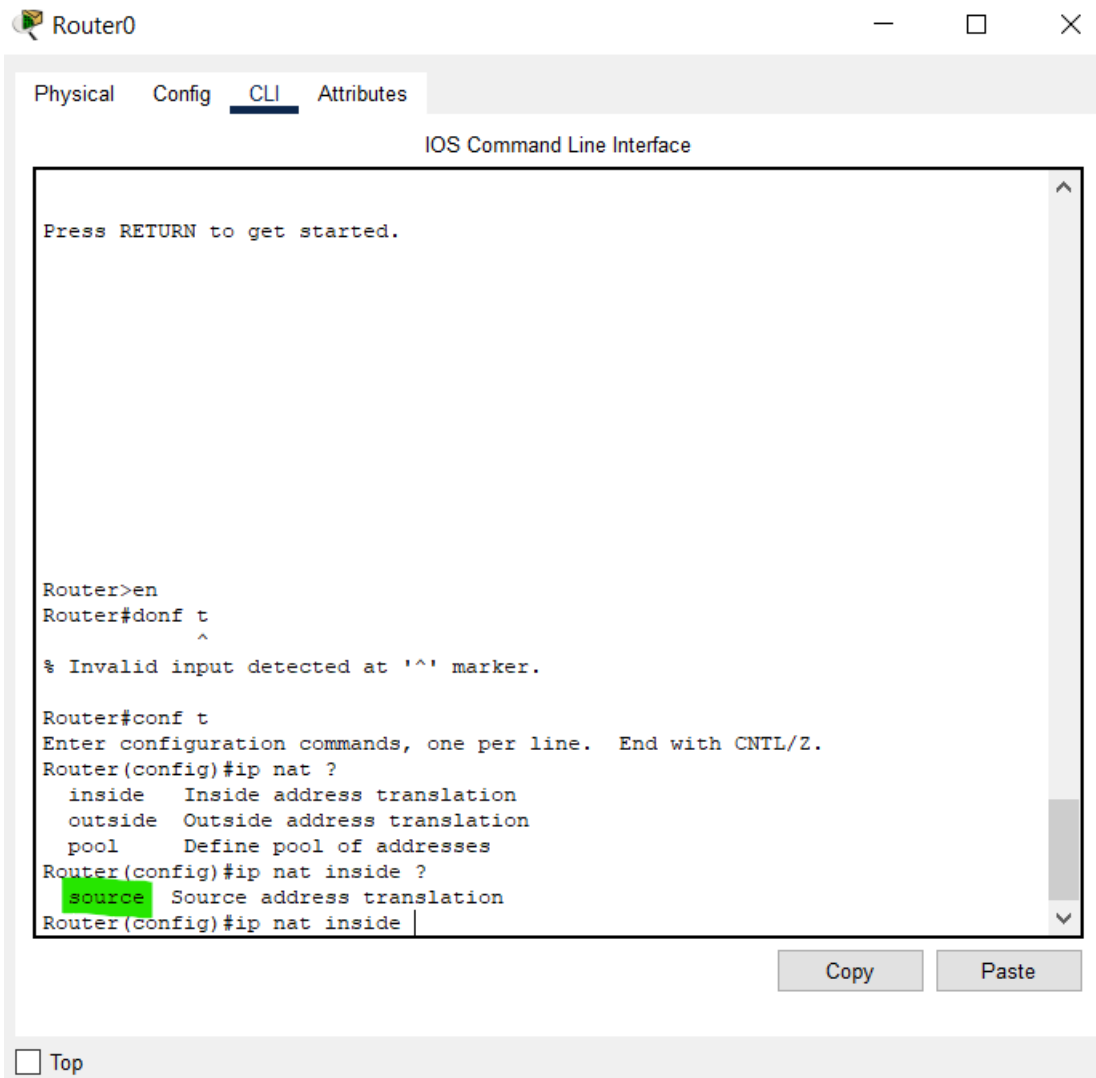 Router0
Physical Config CLI Attributes
IOS Command Line Interface
Press RETURN to get started.
Router>en
Router#donf t
^
% Invalid input detected at '^' marker.
Router#conf t
Enter configuration commands, one per line. End with CNTL/Z.
Router(config)#ip nat ?
inside Inside address translation
outside Outside address translation
pool Define pool of addresses
Router(config)#ip nat inside ?
source Source address translation
Router(config)#ip nat inside
Copy Paste
Top